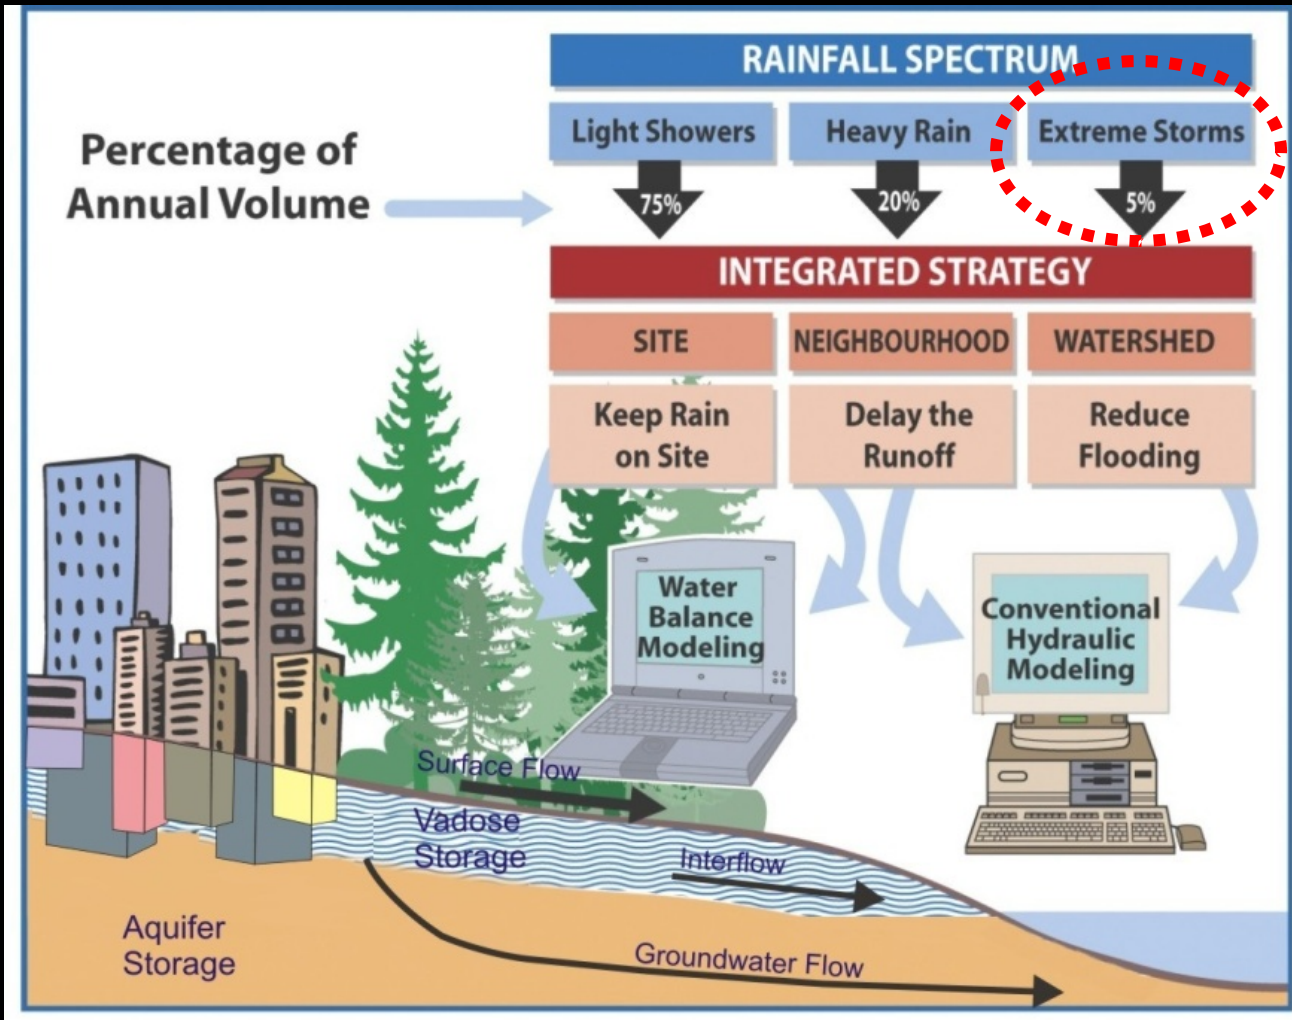 RAINFALL SPECTRUM
Percentage of
Annual Volume
Light Showers
Heavy Rain
Extreme Storms
75%
20%
5%
INTEGRATED STRATEGY
SITE
NEIGHBOURHOOD
WATERSHED
Keep Rain
on Site
Delay the
Runoff
Reduce
Flooding
Water
Balance
Modeling
Conventional
Hydraulic
Modeling
Surface Flow
Vadose
Storage
Interflow
Aquifer
Storage
Groundwater Flow